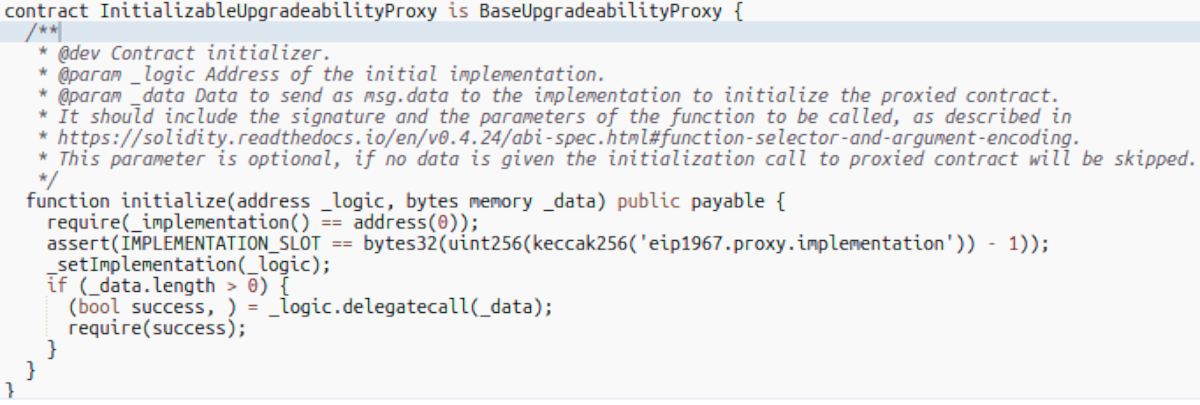 contract InitializableUpgradeabilityProxy is BaseUpgradeabilityProxy {
/**
* @dev Contract initializer.
* @param _logic Address of the initial implementation.
* @param _data Data to send as msg.data to the implementation to initialize the proxied contract.
* It should include the signature and the parameters of the function to be called, as described in
* https://solidity.readthedocs.io/en/v0.4.24/abi-spec.html#function-selector-and-argument-encoding.
* This parameter is optional, if no data is given the initialization call to proxied contract will be skipped.
*/
function initialize(address _logic, bytes memory _data) public payable {
require(_implementation() == address(0));
assert(IMPLEMENTATION_SLOT == bytes32(uint256(keccak256('eip1967.proxy.implementation')) - 1));
_setImplementation(_logic);
if (_data.length > 0) {
(bool success, ) = _logic.delegatecall(_data);
require(success);
}
}
}